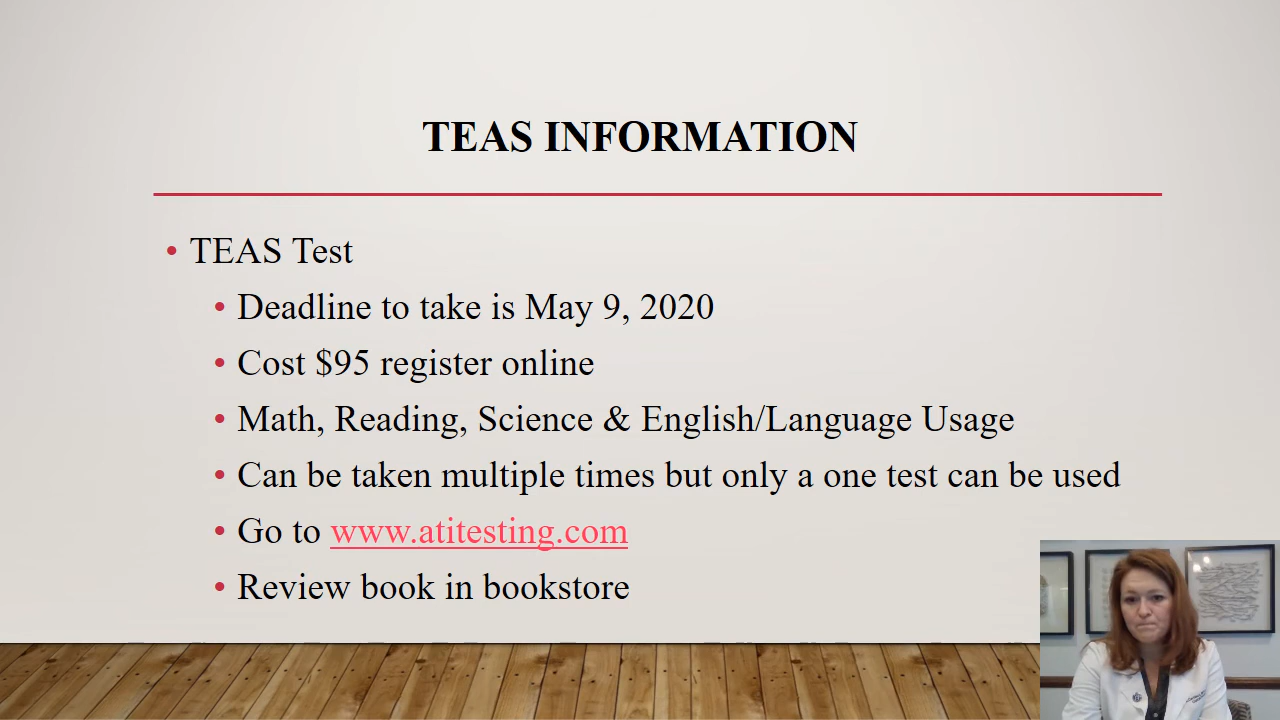 TEAS INFORMATION
• TEAS Test
• Deadline to take is May 9, 2020
• Cost $95 register online
• Math, Reading, Science & English/Language Usage
• Can be taken multiple times but only a one test can be used
• Go to www.atitesting.com
• Review book in bookstore